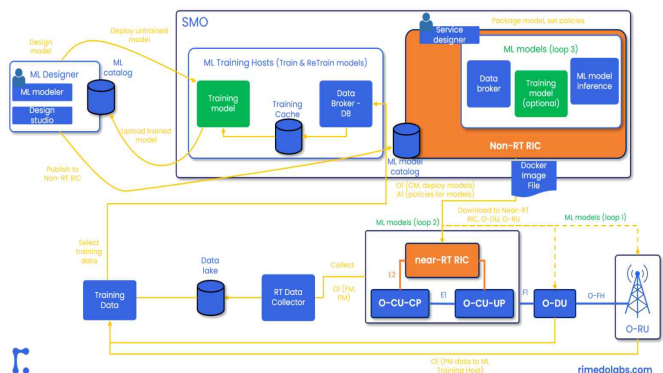 SMO
Package model, set policies
Design model
Deploy untrained
model
Service
designer
ML Training Hosts (Train & ReTrain models)
ML models (loop 3)
ML Designer
ML modeler
Design
studio
ML
catalog
Training
model
Training
Cache
Data
Broker -
DB
Data
broker
Training
model
(optional)
ML model
inference
Upload trained
model
Non-RT RIC
Publish to
Non-RT RIC
ML model
catalog
Docker
Image
File
O1 (CM, deploy models)
A1 (policies for models)
Download to Near-RT
RIC, O-DU, O-RU
ML models (loop 2)
ML models (loop 1)
Select
training
data
Data
lake
Collect
near-RT RIC
E2
Training
Data
RT Data
Collector
O1 (PM,
PM)
O-CU-CP
E1
O-CU-UP
F1
O-DU
O-FH
O-RU
O1 (PM data to ML
Training Host)
rimedolabs.com